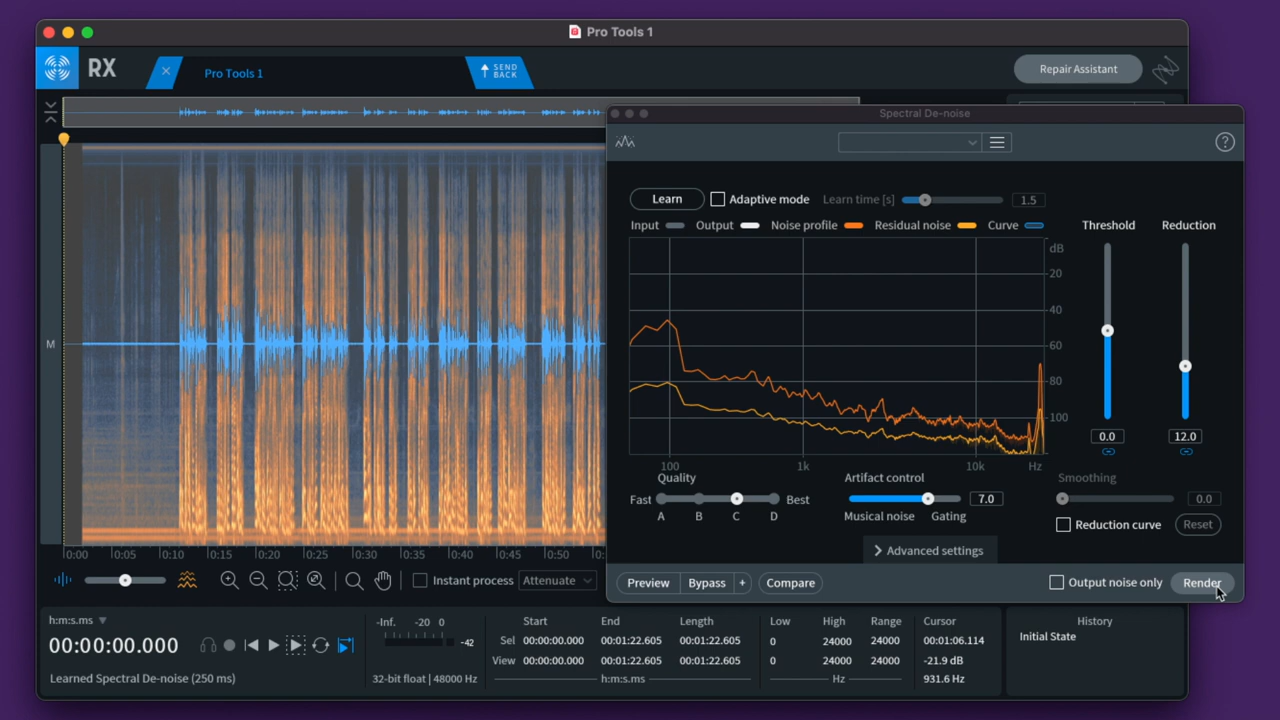 Pro Tools 1
RX
Pro Tools 1
SEND BACK
Repair Assistant
Spectral De-noise
?
Learn
Adaptive mode
Learn time [s]
1.5
Input
Output
Noise profile
Residual noise
Curve
Threshold
Reduction
dB
20
40
60
80
100
100
1k
10k
Hz
0.0
12.0
M
Quality
Fast
Best
A
B
C
D
Artifact control
7.0
Musical noise
Gating
Smoothing
0.0
Reduction curve
Reset
Advanced settings
0:00
0:05
0:10
0:15
0:20
0:25
0:30
0:35
0:40
0:45
0:50
0:
Instant process
Attenuate
Preview
Bypass
+
Compare
Output noise only
Render
h:m:s.ms
00:00:00.000
Learned Spectral De-noise (250 ms)
-Inf.
-20
0
-42
32-bit float | 48000 Hz
Start
End
Length
Sel
00:00:00.000
00:01:22.605
00:01:22.605
View
00:00:00.000
00:01:22.605
00:01:22.605
h:m:s.ms
Low
High
Range
Cursor
0
24000
24000
00:01:06.114
0
24000
24000
-21.9 dB
Hz
931.6 Hz
History
Initial State